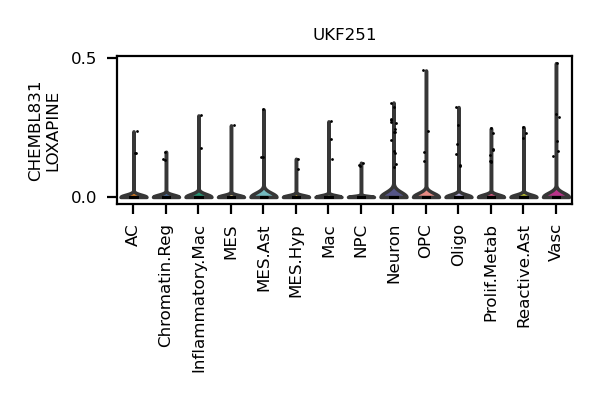 UKF251
0.5
0.0
CHEMBL831
LOXAPINE
AC
Chromatin.Reg
Inflammatory.Mac
MES
MES.Ast
MES.Hyp
Mac
NPC
Neuron
OPC
Oligo
Prolif.Metab
Reactive.Ast
Vasc